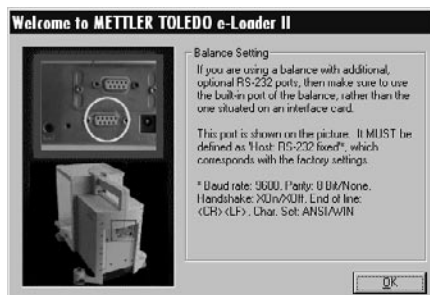 Welcome to METTLER TOLEDO e-Loader II
Balance Setting
If you are using a balance with additional,
optional RS-232 ports, then make sure to use
the built-in port of the balance, rather than the
one situated on an interface card.
This port is shown on the picture. It MUST be
defined as 'Host: RS-232 fixed'*, which
corresponds with the factory settings.
* Baud rate: 9600, Parity: 8 Bit/None,
Handshake: XOn/XOff, End of line:
<CR><LF>, Char. Set: ANSI/WIN
OK